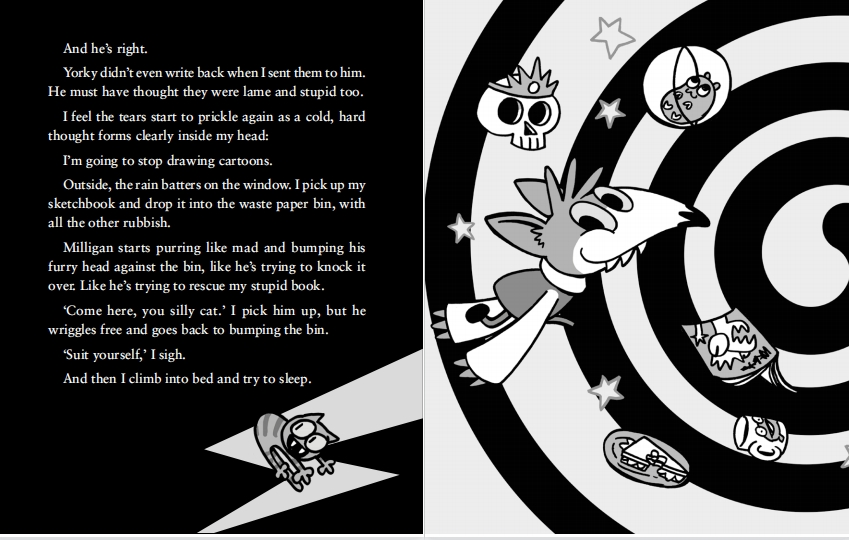 And he’s right.
Yorky didn’t even write back when I sent them to him.
He must have thought they were lame and stupid too.
I feel the tears start to prickle again as a cold, hard
thought forms clearly inside my head:
I’m going to stop drawing cartoons.
Outside, the rain batters on the window. I pick up my
sketchbook and drop it into the waste paper bin, with
all the other rubbish.
Milligan starts purring like mad and bumping his
furry head against the bin, like he’s trying to knock it
over. Like he’s trying to rescue my stupid book.
‘Come here, you silly cat.’ I pick him up, but he
wriggles free and goes back to bumping the bin.
‘Suit yourself,’ I sigh.
And then I climb into bed and try to sleep.